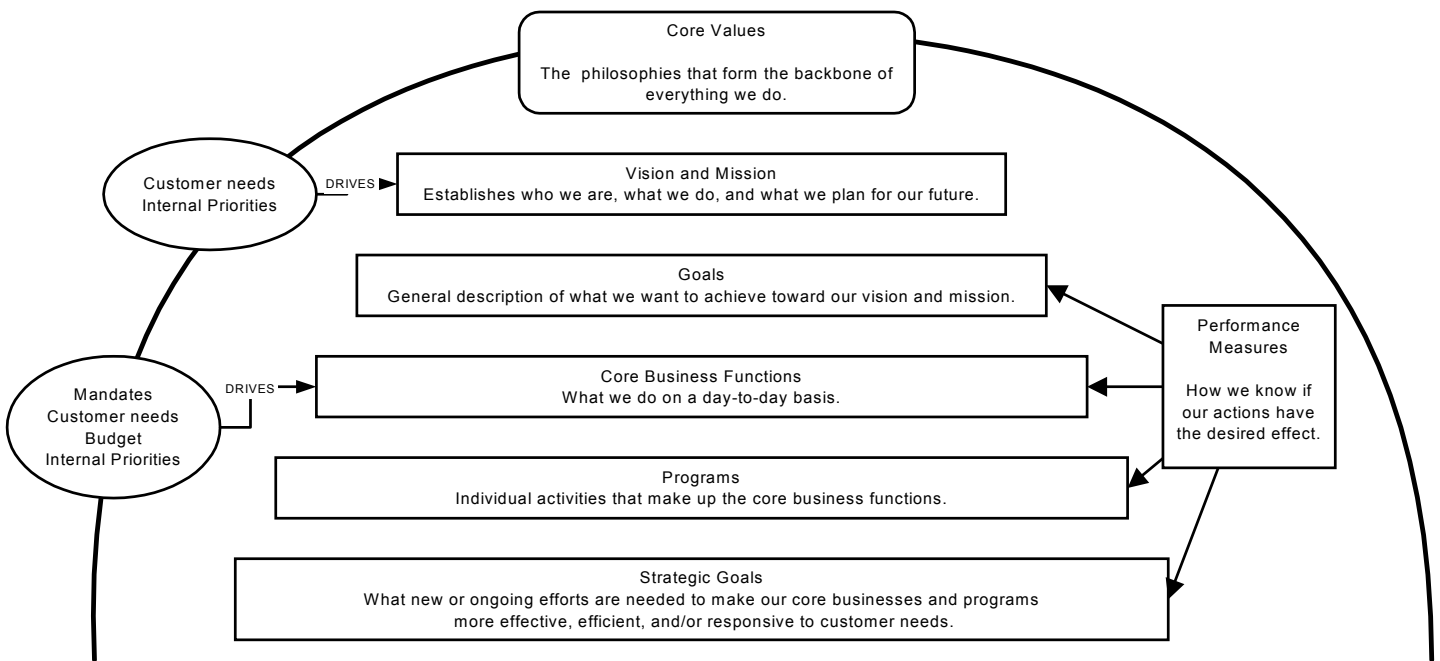 Core Values
The philosophies that form the backbone of
everything we do.
Customer needs
Internal Priorities
DRIVES
Vision and Mission
Establishes who we are, what we do, and what we plan for our future.
Goals
General description of what we want to achieve toward our vision and mission.
Performance
Measures
How we know if
our actions have
the desired effect.
Mandates
Customer needs
Budget
Internal Priorities
DRIVES
Core Business Functions
What we do on a day-to-day basis.
Programs
Individual activities that make up the core business functions.
Strategic Goals
What new or ongoing efforts are needed to make our core businesses and programs
more effective, efficient, and/or responsive to customer needs.